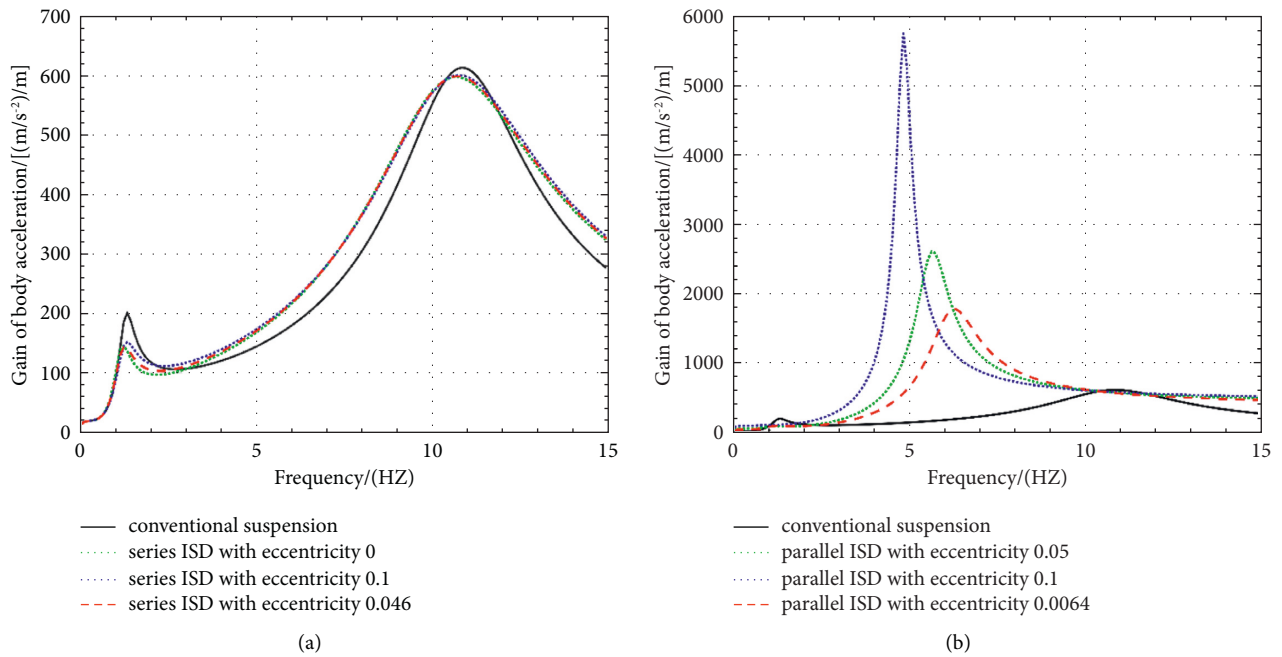 700
600
500
400
300
200
100
0
Gain of body acceleration/[(m/s⁻²)/m]
0
5
10
15
Frequency/(HZ)
conventional suspension
series ISD with eccentricity 0
series ISD with eccentricity 0.1
series ISD with eccentricity 0.046
(a)
6000
5000
4000
3000
2000
1000
0
Gain of body acceleration/[(m/s⁻²)/m]
0
5
10
15
Frequency/(HZ)
conventional suspension
parallel ISD with eccentricity 0.05
parallel ISD with eccentricity 0.1
parallel ISD with eccentricity 0.0064
(b)